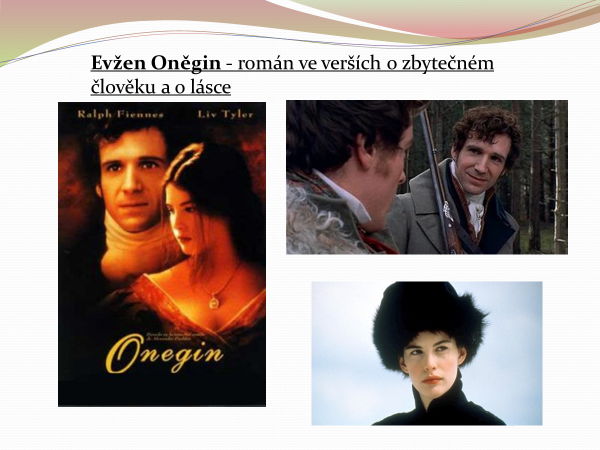 Evžen Oněgin - román ve verších o zbytečném
člověku a o lásce
Ralph Fiennes Liv Tyler
Onegin